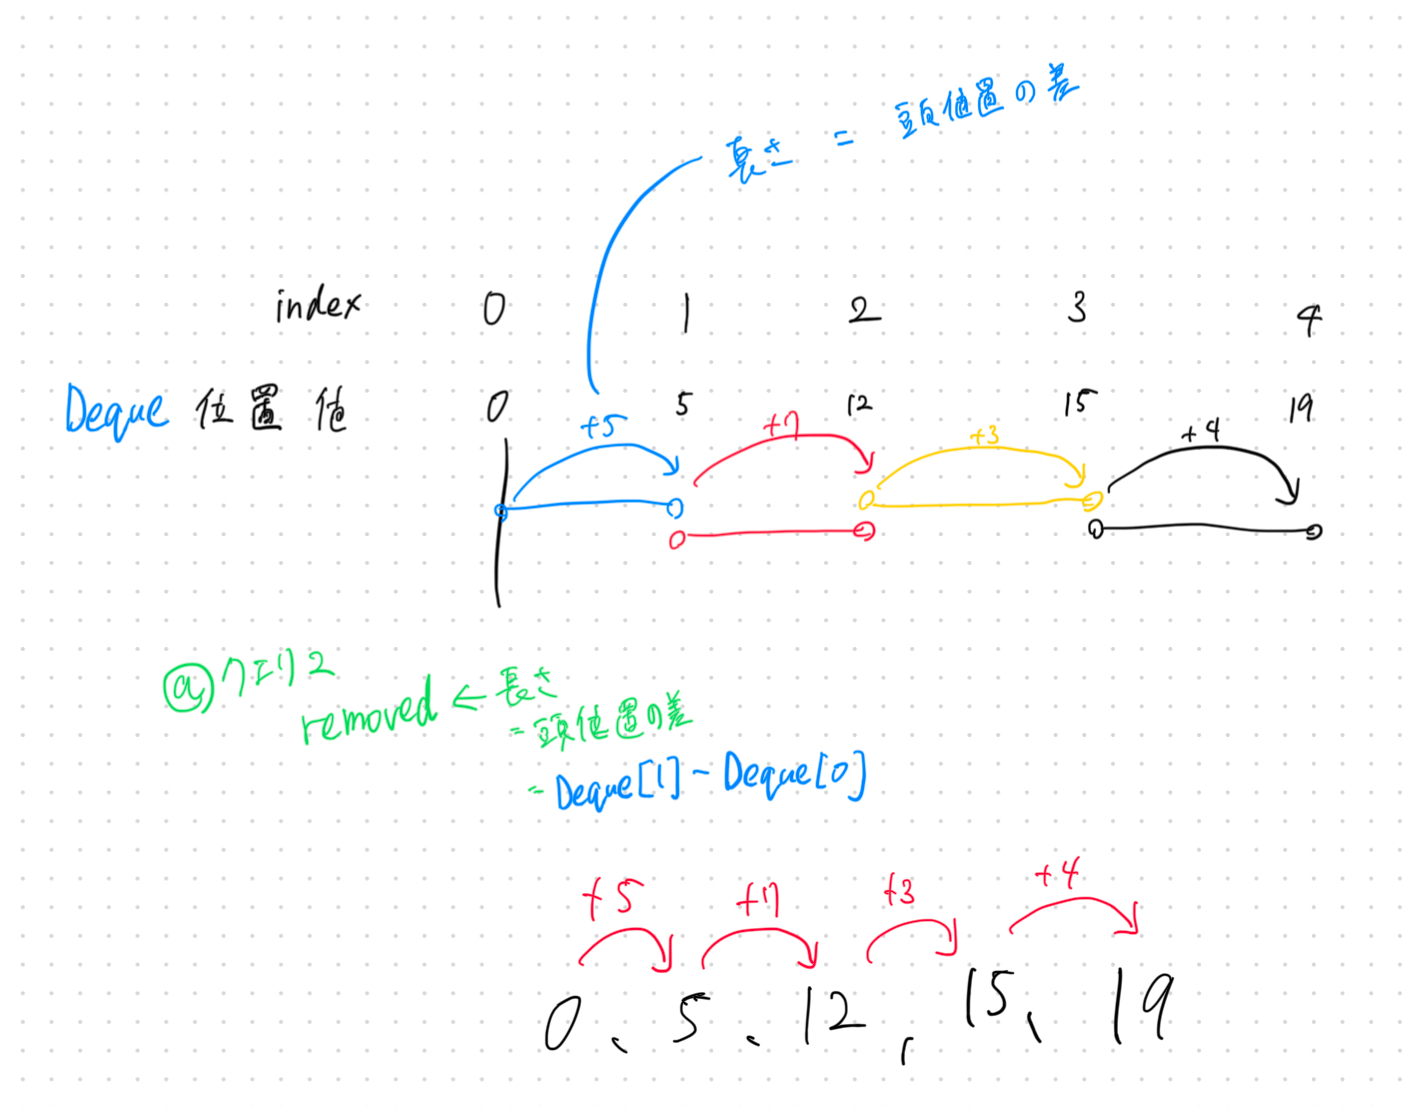 長さ = 頭位置の差
index 0 1 2 3 4
Deque 位置値 0 5 12 15 19
+5 +7 +3 +4
@クエリ2
removed ← 長さ
= 頭位置の差
= Deque[1] - Deque[0]
+5 +7 +3 +4
0、5、12, 15、19